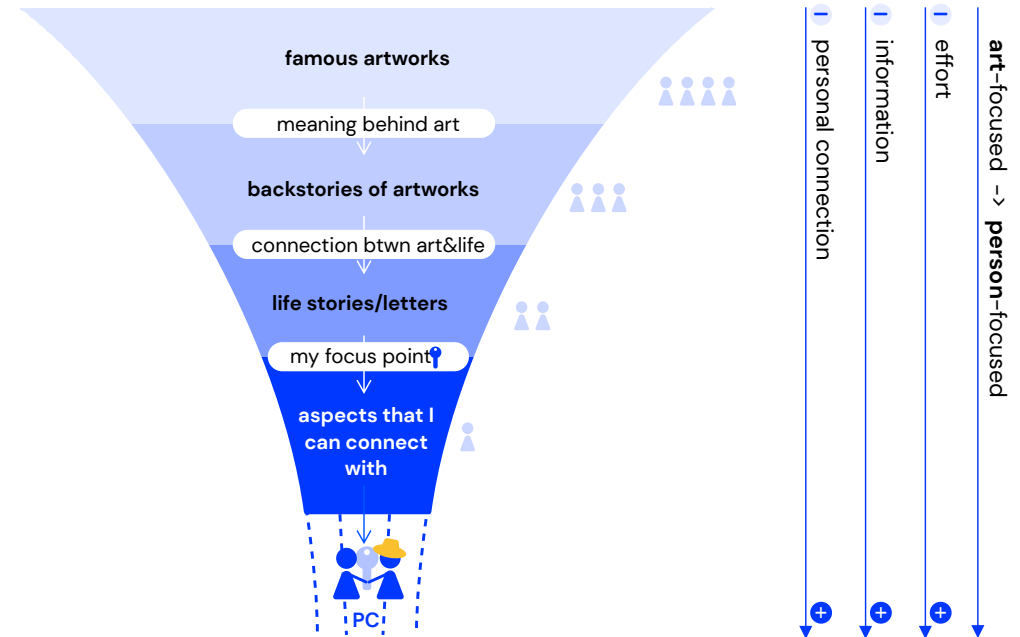 famous artworks
meaning behind art
backstories of artworks
connection btwn art&life
life stories/letters
my focus point
aspects that I
can connect
with
PC
personal connection
information
effort
art-focused -> person-focused